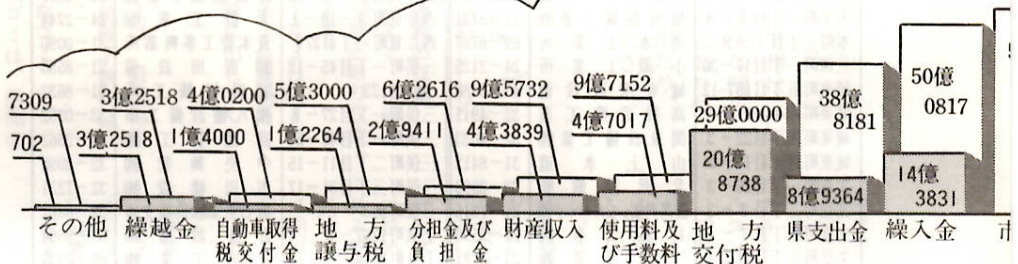 7309
702
3億2518
3億2518
4億0200
1億4000
5億3000
1億2264
6億2616
2億9411
9億5732
4億3839
9億7152
4億7017
29億0000
20億
8738
38億
8181
8億9364
50億
0817
14億
3831
その他
繰越金
自動車取得
税交付金
地方
譲与税
分担金及び
負担金
財産収入
使用料及
び手数料
地方
交付税
県支出金
繰入金
市